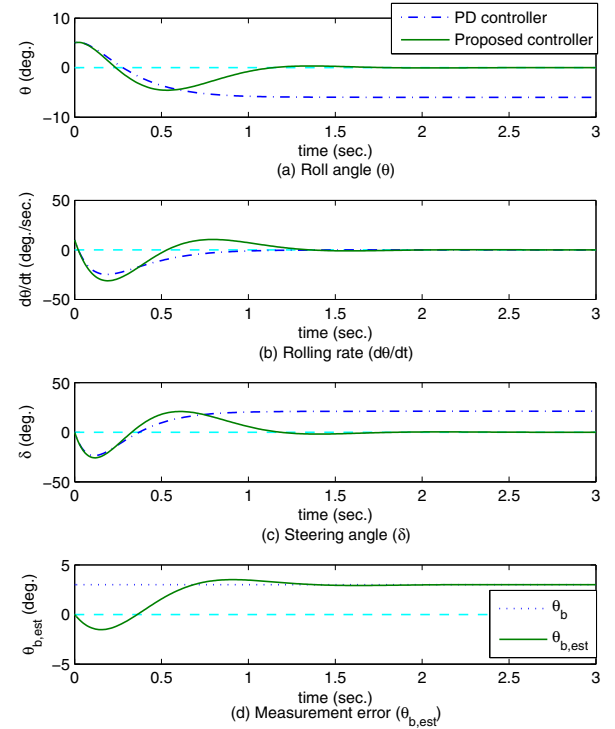 PD controller
Proposed controller
10
0
−10
θ (deg.)
0 0.5 1 1.5 2 2.5 3
time (sec.)
(a) Roll angle (θ)
50
0
−50
dθ/dt (deg./sec.)
0 0.5 1 1.5 2 2.5 3
time (sec.)
(b) Rolling rate (dθ/dt)
50
0
−50
δ (deg.)
0 0.5 1 1.5 2 2.5 3
time (sec.)
(c) Steering angle (δ)
5
0
−5
θb,est (deg.)
θb
θb,est
0 0.5 1 1.5 2 2.5 3
time (sec.)
(d) Measurement error (θb,est)